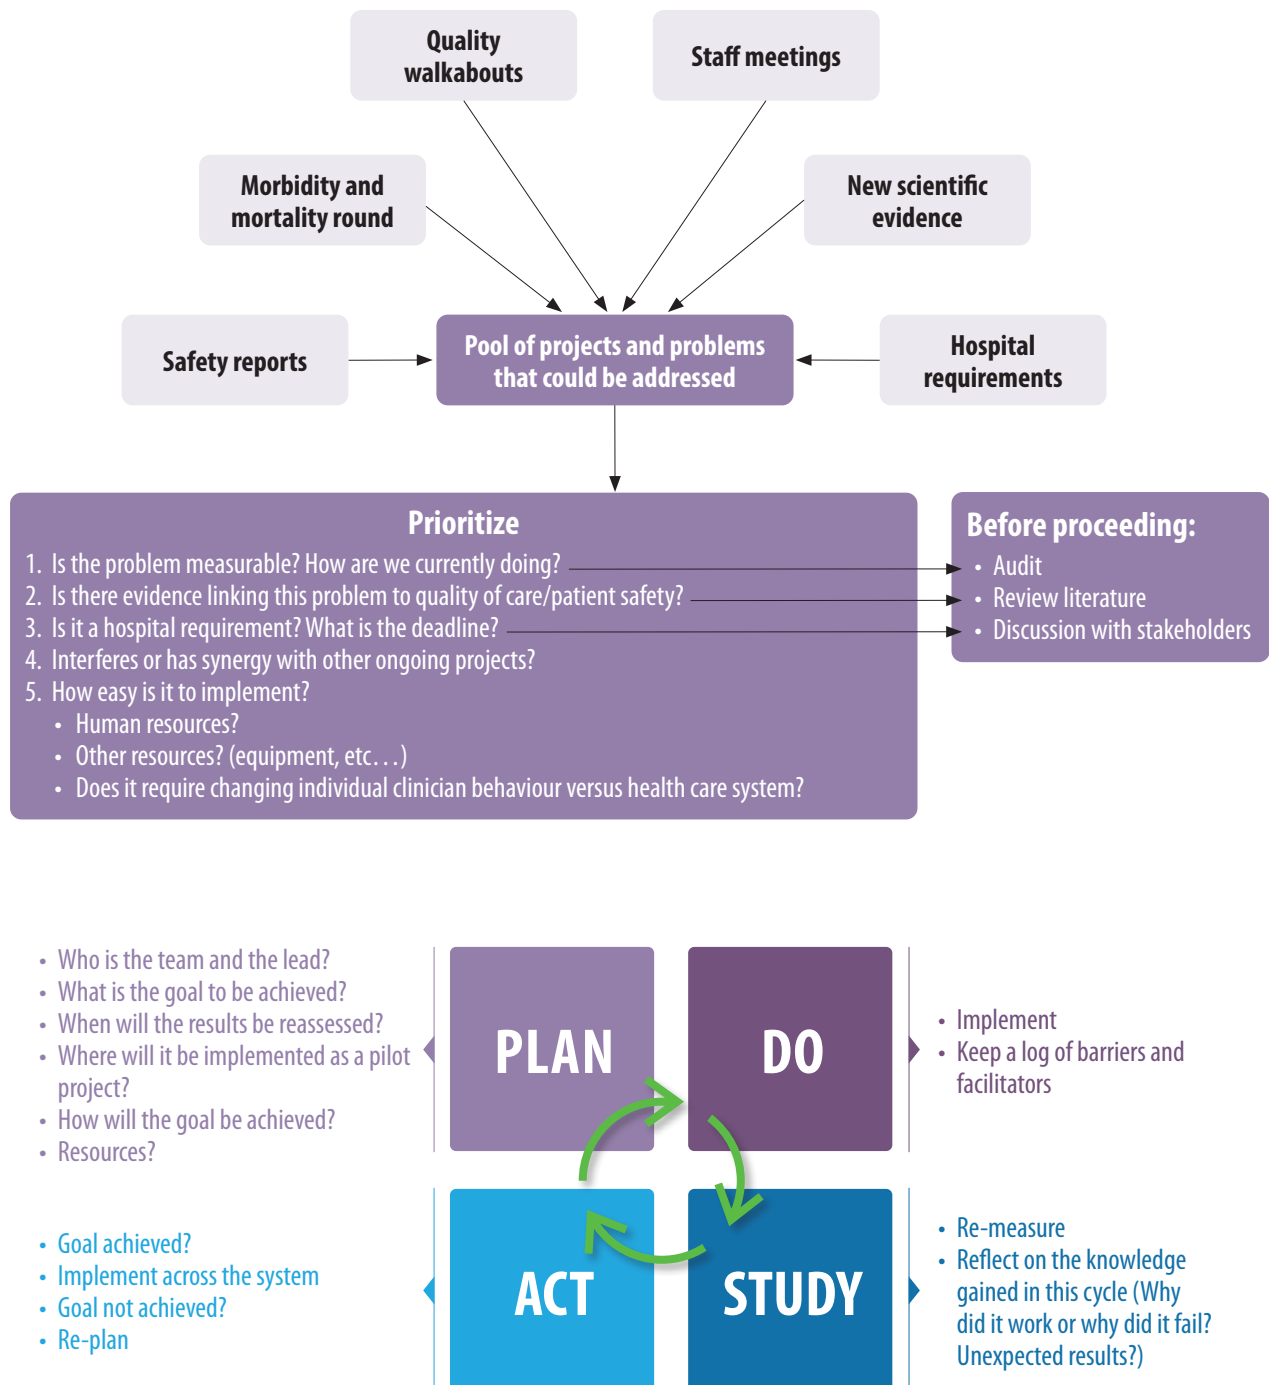 Quality
walkabouts
Staff meetings
Morbidity and
mortality round
New scientific
evidence
Safety reports
Pool of projects and problems
that could be addressed
Hospital
requirements
Prioritize
1. Is the problem measurable? How are we currently doing?
2. Is there evidence linking this problem to quality of care/patient safety?
3. Is it a hospital requirement? What is the deadline?
4. Interferes or has synergy with other ongoing projects?
5. How easy is it to implement?
• Human resources?
• Other resources? (equipment, etc…)
• Does it require changing individual clinician behaviour versus health care system?
Before proceeding:
• Audit
• Review literature
• Discussion with stakeholders
• Who is the team and the lead?
• What is the goal to be achieved?
• When will the results be reassessed?
• Where will it be implemented as a pilot
project?
• How will the goal be achieved?
• Resources?
PLAN
DO
• Implement
• Keep a log of barriers and
facilitators
• Goal achieved?
• Implement across the system
• Goal not achieved?
• Re-plan
ACT
STUDY
• Re-measure
• Reflect on the knowledge
gained in this cycle (Why
did it work or why did it fail?
Unexpected results?)